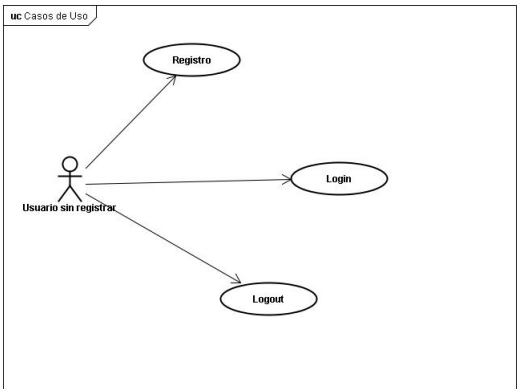 uc Casos de Uso
Registro
Login
Usuario sin registrar
Logout